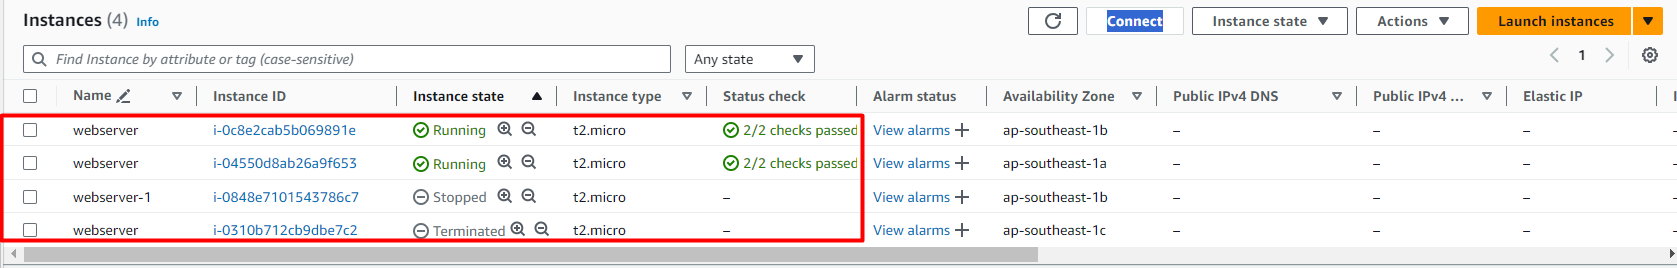 Instances (4) Info Connect Instance state Actions Launch instances
Find Instance by attribute or tag (case-sensitive) Any state 1
Name Instance ID Instance state Instance type Status check Alarm status Availability Zone Public IPv4 DNS Public IPv4 ... Elastic IP
webserver i-0c8e2cab5b069891e Running t2.micro 2/2 checks passed View alarms + ap-southeast-1b – – –
webserver i-04550d8ab26a9f653 Running t2.micro 2/2 checks passed View alarms + ap-southeast-1a – – –
webserver-1 i-0848e7101543786c7 Stopped t2.micro – View alarms + ap-southeast-1b – – –
webserver i-0310b712cb9dbe7c2 Terminated t2.micro – View alarms + ap-southeast-1c – – –